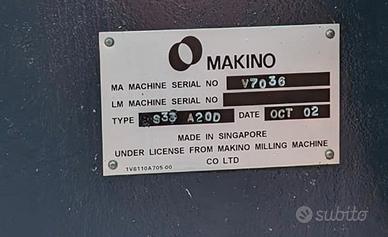 MAKINO
MA MACHINE SERIAL NO V7036
LM MACHINE SERIAL NO
TYPE S33 A20D DATE OCT 02
MADE IN SINGAPORE
UNDER LICENSE FROM MAKINO MILLING MACHINE
CO LTD
1V6110A705-00
subito